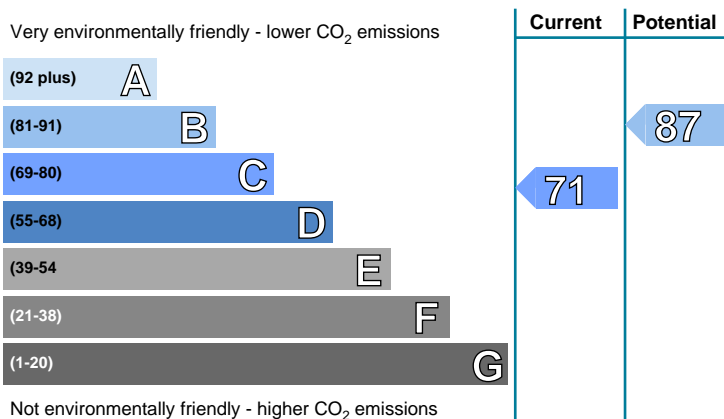 Current Potential
Very environmentally friendly - lower CO2 emissions
(92 plus) A
(81-91) B
87
(69-80) C
71
(55-68) D
(39-54 E
(21-38) F
(1-20) G
Not environmentally friendly - higher CO2 emissions